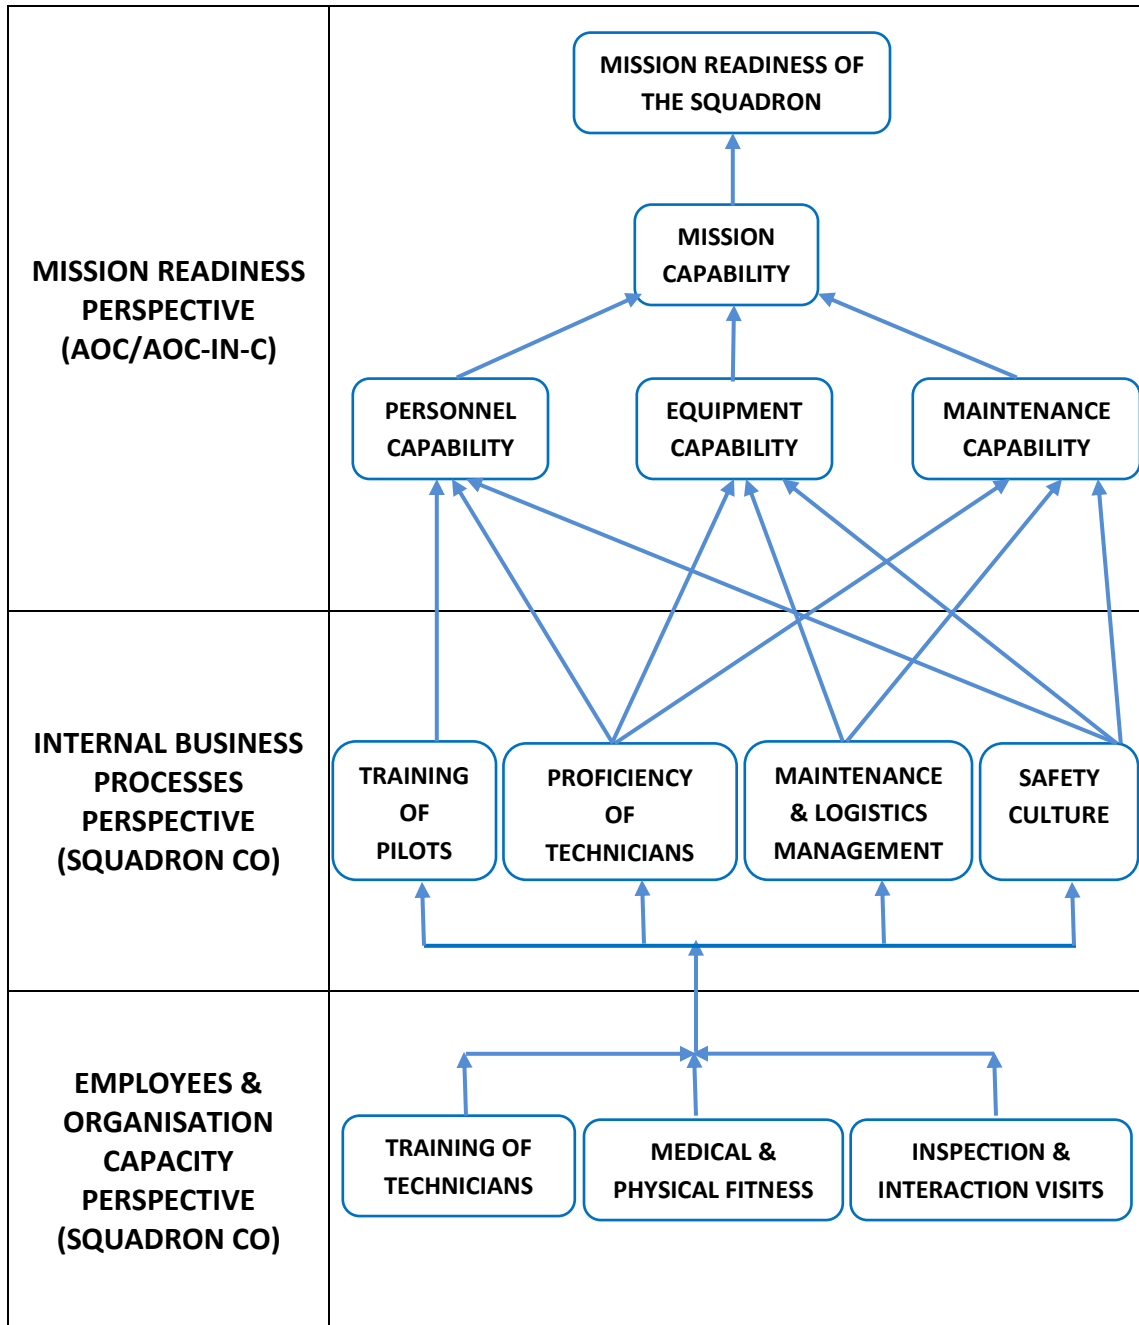 MISSION READINESS
PERSPECTIVE
(AOC/AOC-IN-C)
MISSION READINESS OF
THE SQUADRON
MISSION
CAPABILITY
PERSONNEL
CAPABILITY
EQUIPMENT
CAPABILITY
MAINTENANCE
CAPABILITY
INTERNAL BUSINESS
PROCESSES
PERSPECTIVE
(SQUADRON CO)
TRAINING
OF
PILOTS
PROFICIENCY
OF
TECHNICIANS
MAINTENANCE
& LOGISTICS
MANAGEMENT
SAFETY
CULTURE
EMPLOYEES &
ORGANISATION
CAPACITY
PERSPECTIVE
(SQUADRON CO)
TRAINING OF
TECHNICIANS
MEDICAL &
PHYSICAL FITNESS
INSPECTION &
INTERACTION VISITS